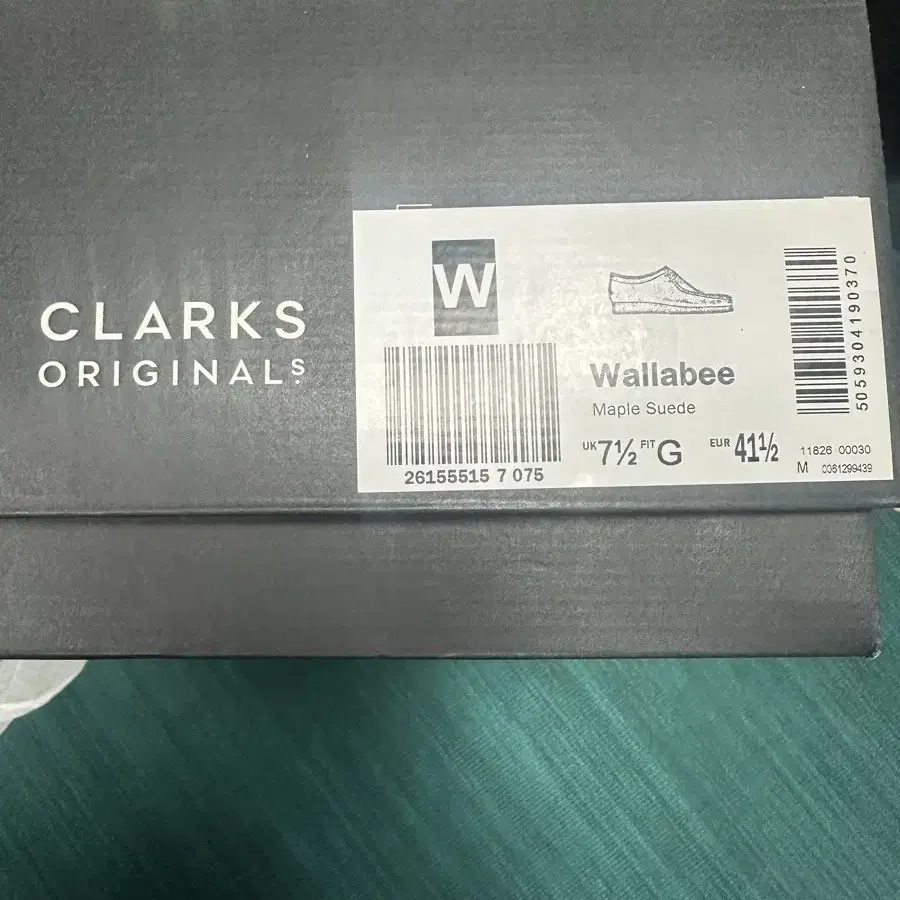 CLARKS
ORIGINALS.
W
26155515 7 075
Wallabee
Maple Suede
UK 7½ FIT G EUR 41½
5059304190370
11826 00030
M 0061299439